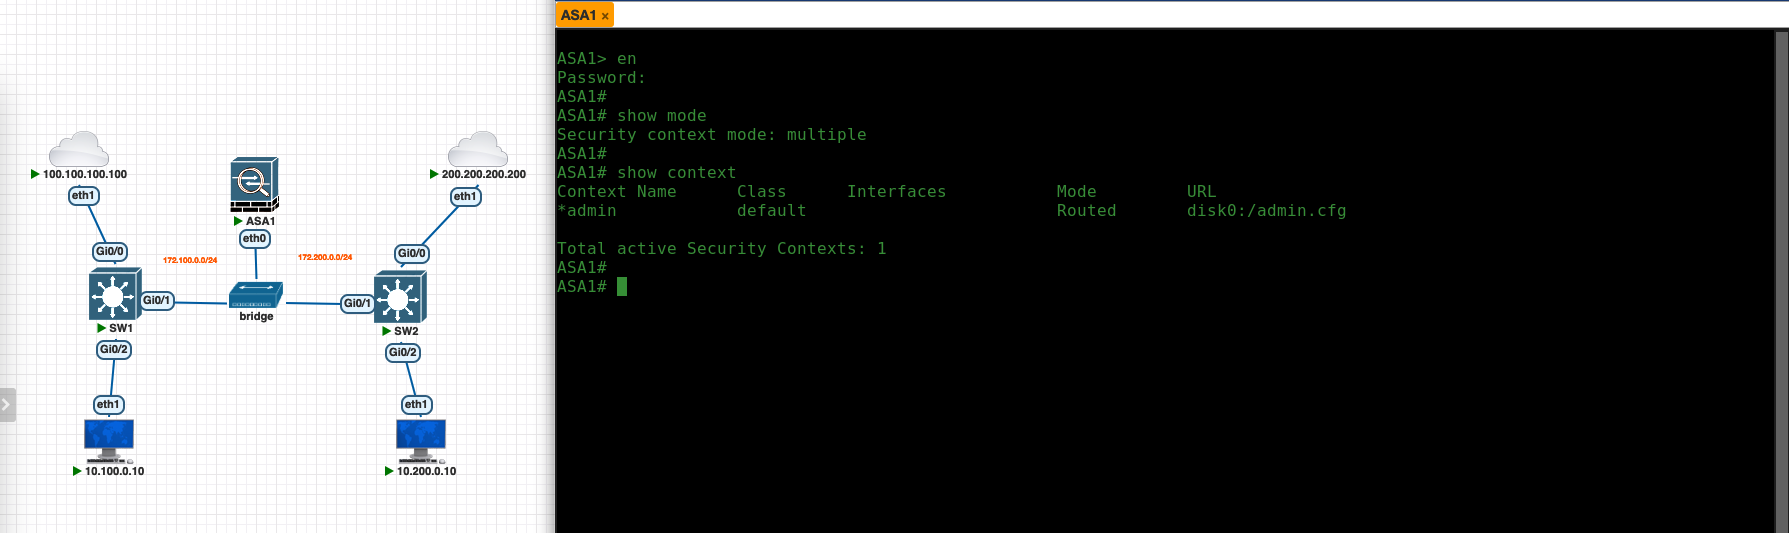 100.100.100.100
eth1
Gi0/0
172.100.0.0/24
SW1
Gi0/1
Gi0/2
eth1
10.100.0.10
ASA1
eth0
bridge
200.200.200.200
eth1
Gi0/0
172.200.0.0/24
Gi0/1
SW2
Gi0/2
eth1
10.200.0.10
ASA1 ×
ASA1> en
Password:
ASA1#
ASA1# show mode
Security context mode: multiple
ASA1#
ASA1# show context
Context Name Class Interfaces Mode URL
*admin default Routed disk0:/admin.cfg
Total active Security Contexts: 1
ASA1#
ASA1#